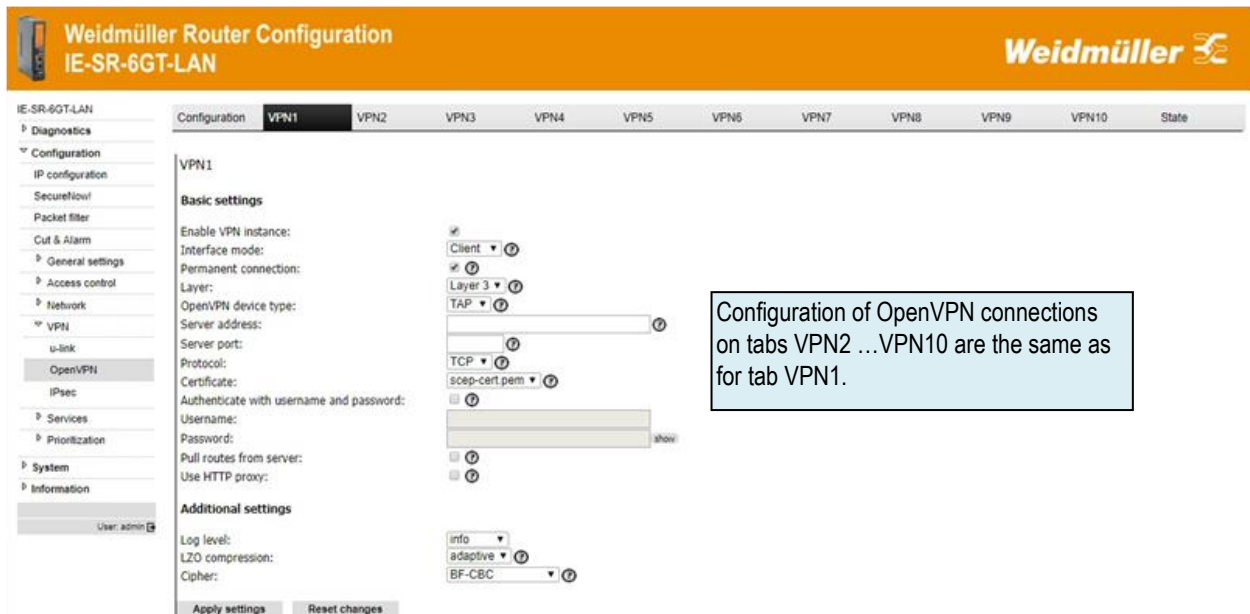 Weidmüller Router Configuration
IE-SR-6GT-LAN
Weidmüller
IE-SR-6GT-LAN
Diagnostics
Configuration
IP configuration
SecureNow!
Packet filter
Cut & Alarm
General settings
Access control
Network
VPN
u-link
OpenVPN
IPsec
Services
Prioritization
System
Information
User: admin
Configuration VPN1 VPN2 VPN3 VPN4 VPN5 VPN6 VPN7 VPN8 VPN9 VPN10 State
VPN1
Basic settings
Enable VPN instance:
Interface mode: Client
Permanent connection:
Layer: Layer 3
OpenVPN device type: TAP
Server address:
Server port:
Protocol: TCP
Certificate: scep-cert.pem
Authenticate with username and password:
Username:
Password: show
Pull routes from server:
Use HTTP proxy:
Additional settings
Log level: info
LZO compression: adaptive
Cipher: BF-CBC
Apply settings Reset changes
Configuration of OpenVPN connections
on tabs VPN2 …VPN10 are the same as
for tab VPN1.